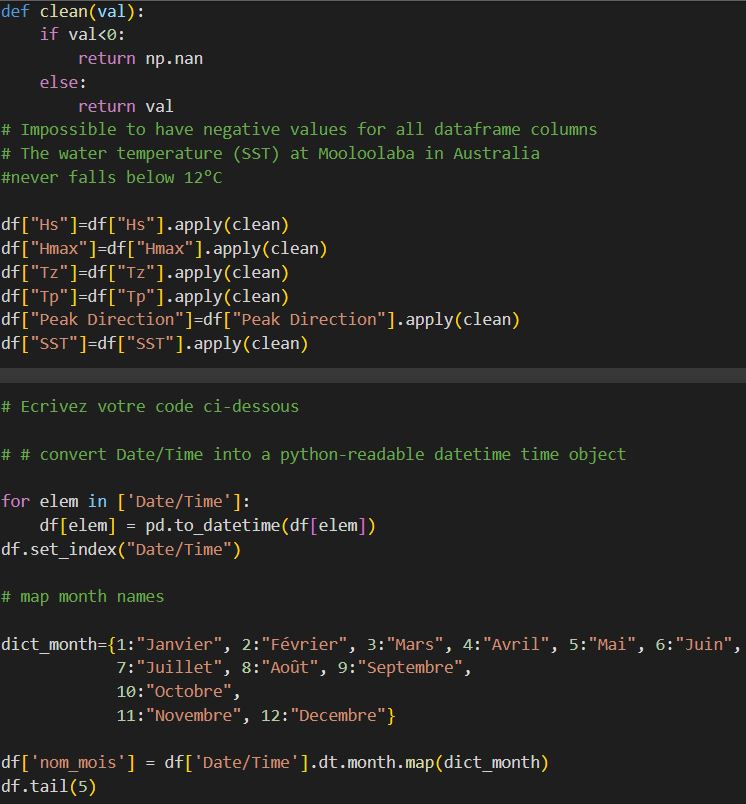 def clean(val):
    if val<0:
        return np.nan
    else:
        return val
# Impossible to have negative values for all dataframe columns
# The water temperature (SST) at Mooloolaba in Australia
#never falls below 12°C
df["Hs"]=df["Hs"].apply(clean)
df["Hmax"]=df["Hmax"].apply(clean)
df["Tz"]=df["Tz"].apply(clean)
df["Tp"]=df["Tp"].apply(clean)
df["Peak Direction"]=df["Peak Direction"].apply(clean)
df["SST"]=df["SST"].apply(clean)
# Ecrivez votre code ci-dessous
# # convert Date/Time into a python-readable datetime time object
for elem in ['Date/Time']:
    df[elem] = pd.to_datetime(df[elem])
df.set_index("Date/Time")
# map month names
dict_month={1:"Janvier", 2:"Février", 3:"Mars", 4:"Avril", 5:"Mai", 6:"Juin",
            7:"Juillet", 8:"Août", 9:"Septembre",
            10:"Octobre",
            11:"Novembre", 12:"Decembre"}
df['nom_mois'] = df['Date/Time'].dt.month.map(dict_month)
df.tail(5)